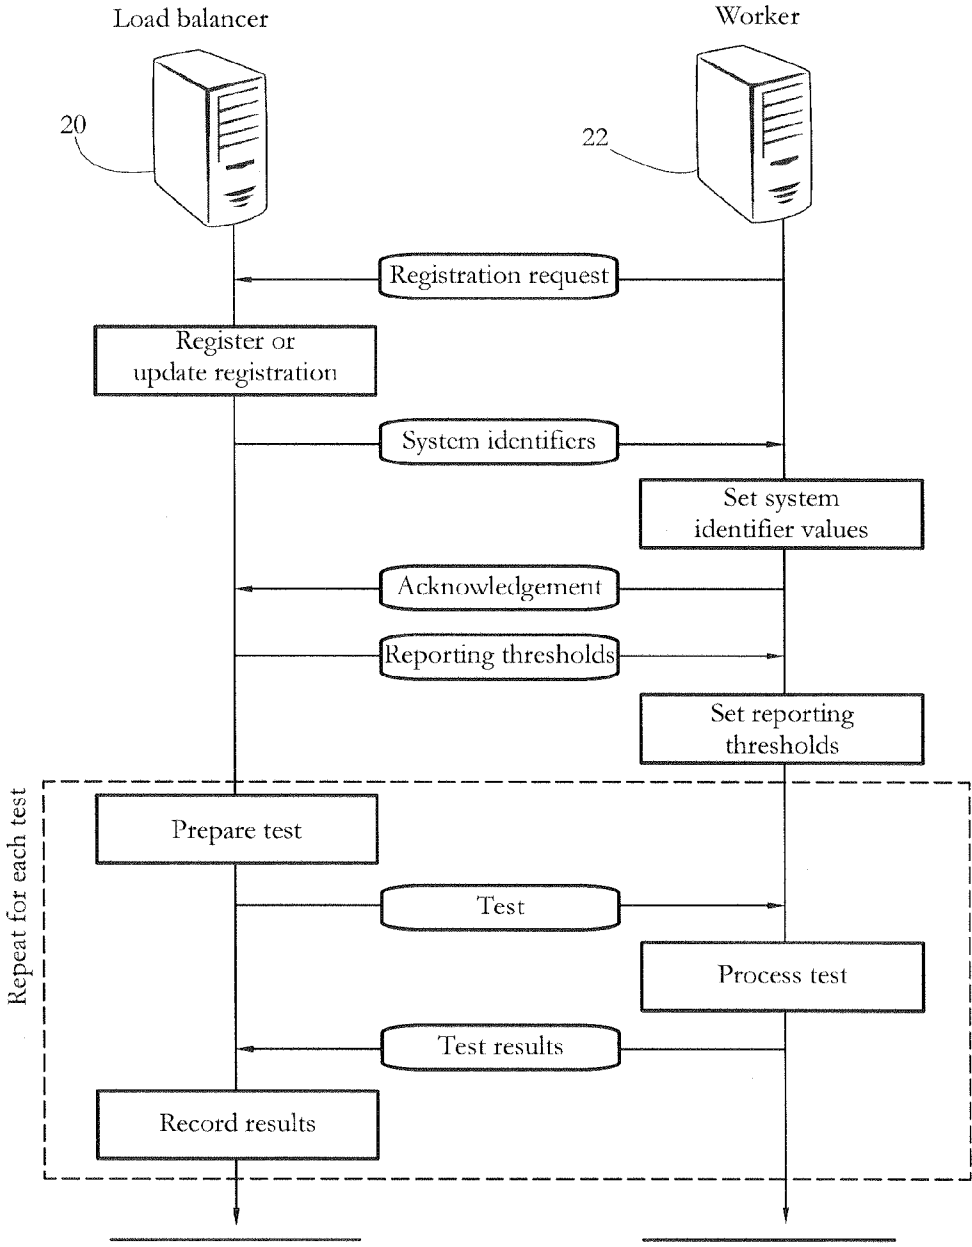 Load balancer
Worker
20
22
Registration request
Register or
update registration
System identifiers
Set system
identifier values
Acknowledgement
Reporting thresholds
Set reporting
thresholds
Repeat for each test
Prepare test
Test
Process test
Test results
Record results